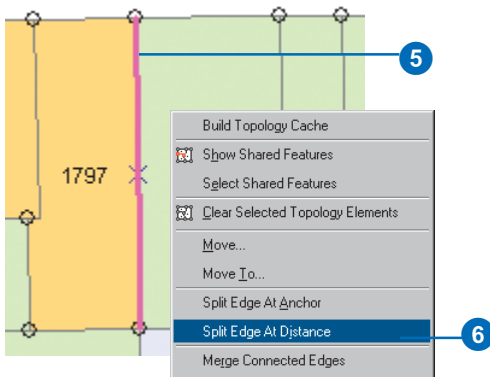 5
1797
Build Topology Cache
Show Shared Features
Select Shared Features
Clear Selected Topology Elements
Move...
Move To...
Split Edge At Anchor
Split Edge At Distance
6
Merge Connected Edges